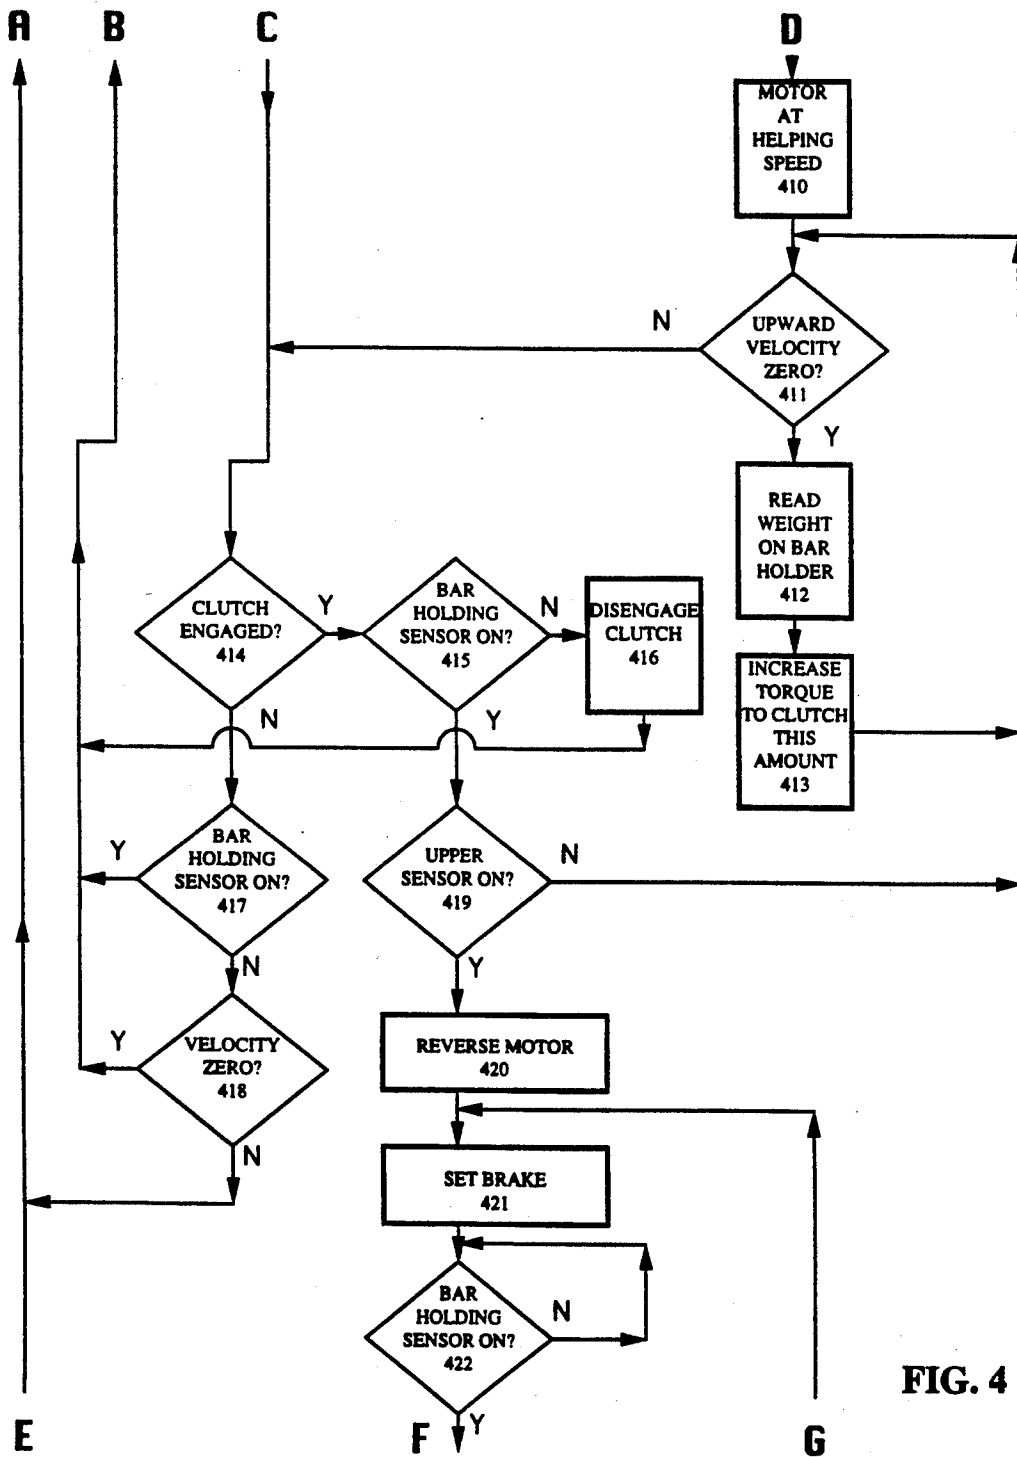 A B C D
MOTOR
AT
HELPING
SPEED
410
N
UPWARD
VELOCITY
ZERO?
411
Y
READ
WEIGHT
ON BAR
HOLDER
412
INCREASE
TORQUE
TO CLUTCH
THIS
AMOUNT
413
CLUTCH
ENGAGED?
414
Y
N
BAR
HOLDING
SENSOR ON?
415
N
Y
DISENGAGE
CLUTCH
416
BAR
HOLDING
SENSOR ON?
417
Y
N
UPPER
SENSOR ON?
419
N
Y
VELOCITY
ZERO?
418
Y
N
REVERSE MOTOR
420
SET BRAKE
421
BAR
HOLDING
SENSOR ON?
422
N
Y
FIG. 4
E F G